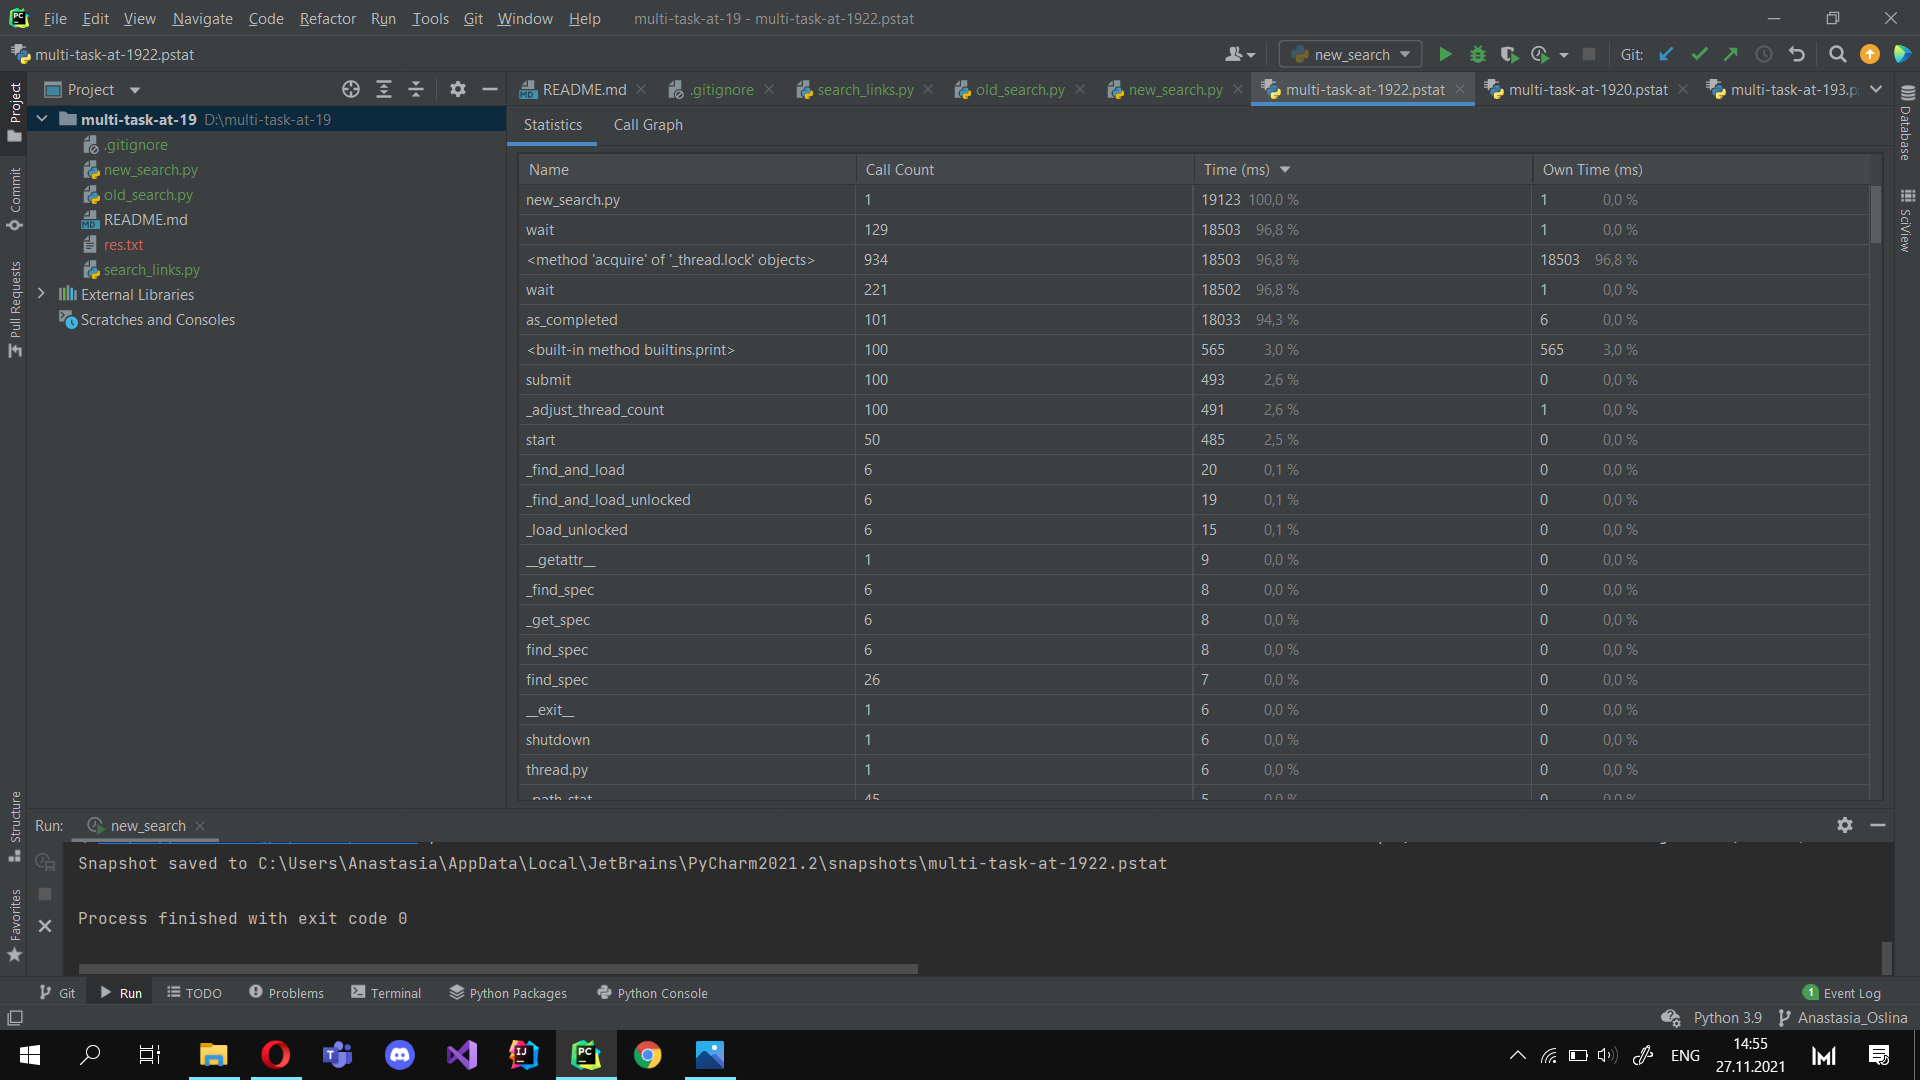 File Edit View Navigate Code Refactor Run Tools Git Window Help multi-task-at-19 - multi-task-at-1922.pstat
multi-task-at-1922.pstat new_search Git:
Project
README.md .gitignore search_links.py old_search.py new_search.py multi-task-at-1922.pstat multi-task-at-1920.pstat multi-task-at-193.p
multi-task-at-19 D:\multi-task-at-19
.gitignore
new_search.py
old_search.py
README.md
res.txt
search_links.py
External Libraries
Scratches and Consoles
Project
Commit
Pull Requests
Structure
Favorites
Database
SciView
Statistics Call Graph
Name Call Count Time (ms) Own Time (ms)
new_search.py 1 19123 100,0 % 1 0,0 %
wait 129 18503 96,8 % 1 0,0 %
<method 'acquire' of '_thread.lock' objects> 934 18503 96,8 % 18503 96,8 %
wait 221 18502 96,8 % 1 0,0 %
as_completed 101 18033 94,3 % 6 0,0 %
<built-in method builtins.print> 100 565 3,0 % 565 3,0 %
submit 100 493 2,6 % 0 0,0 %
_adjust_thread_count 100 491 2,6 % 1 0,0 %
start 50 485 2,5 % 0 0,0 %
_find_and_load 6 20 0,1 % 0 0,0 %
_find_and_load_unlocked 6 19 0,1 % 0 0,0 %
_load_unlocked 6 15 0,1 % 0 0,0 %
__getattr__ 1 9 0,0 % 0 0,0 %
_find_spec 6 8 0,0 % 0 0,0 %
_get_spec 6 8 0,0 % 0 0,0 %
find_spec 6 8 0,0 % 0 0,0 %
find_spec 26 7 0,0 % 0 0,0 %
__exit__ 1 6 0,0 % 0 0,0 %
shutdown 1 6 0,0 % 0 0,0 %
thread.py 1 6 0,0 % 0 0,0 %
_path_stat 45 5 0,0 % 0 0,0 %
Run: new_search
Snapshot saved to C:\Users\Anastasia\AppData\Local\JetBrains\PyCharm2021.2\snapshots\multi-task-at-1922.pstat
Process finished with exit code 0
Git Run TODO Problems Terminal Python Packages Python Console 1 Event Log
Python 3.9 Anastasia_Oslina
ENG 14:55
27.11.2021